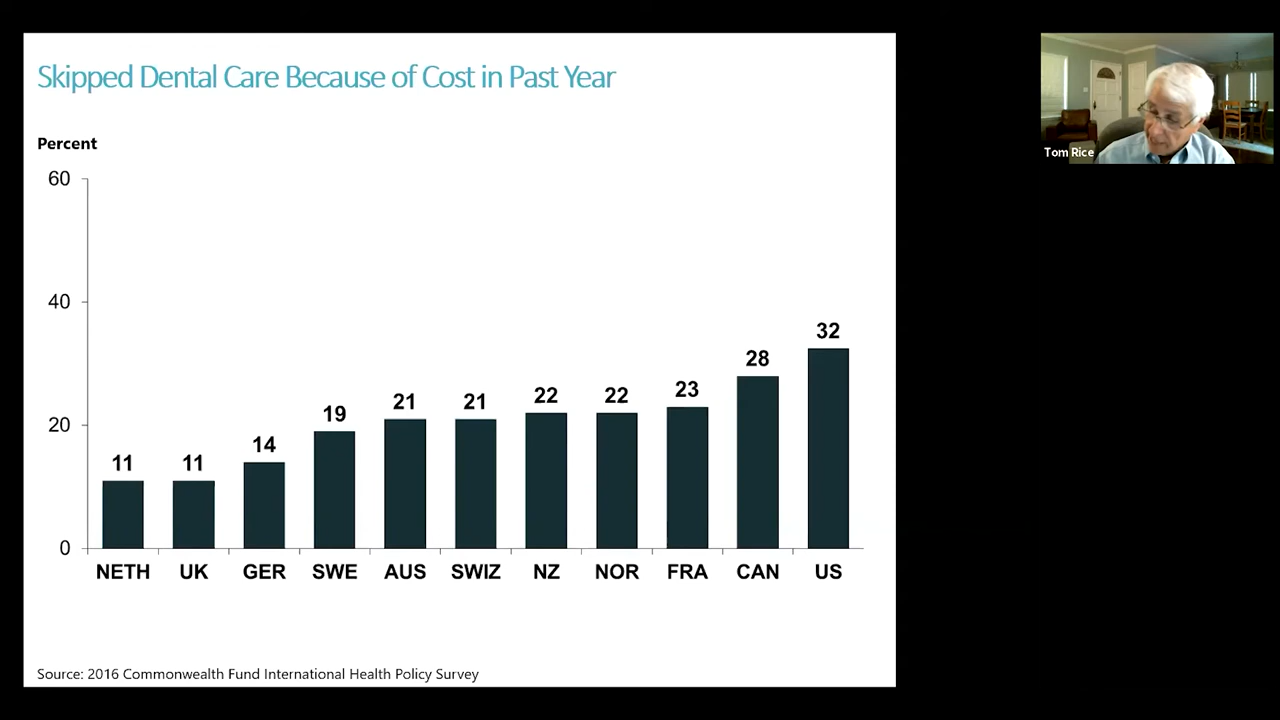 Skipped Dental Care Because of Cost in Past Year
Percent
60
40
20
0
11
11
14
19
21
21
22
22
23
28
32
NETH
UK
GER
SWE
AUS
SWIZ
NZ
NOR
FRA
CAN
US
Source: 2016 Commonwealth Fund International Health Policy Survey
Tom Rice